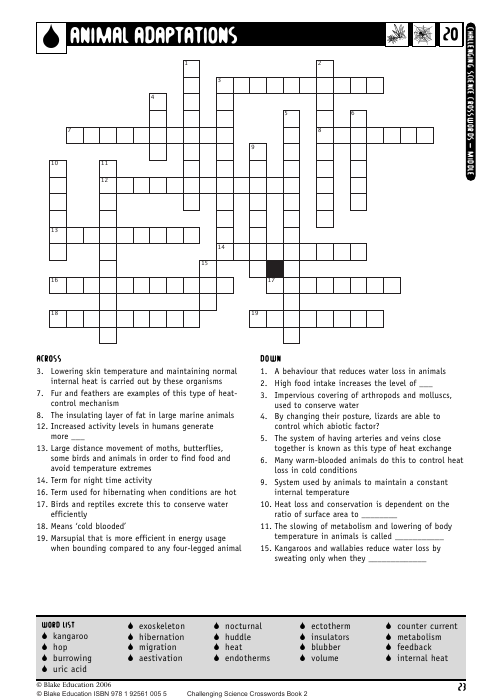 ANIMAL ADAPTATIONS
20
CHALLENGING SCIENCE CROSSWORDS – MIDDLE
1
2
3
4
5
6
7
8
9
10
11
12
13
14
15
16
17
18
19
ACROSS
3. Lowering skin temperature and maintaining normal
internal heat is carried out by these organisms
7. Fur and feathers are examples of this type of heat-
control mechanism
8. The insulating layer of fat in large marine animals
12. Increased activity levels in humans generate
more ___
13. Large distance movement of moths, butterflies,
some birds and animals in order to find food and
avoid temperature extremes
14. Term for night time activity
16. Term used for hibernating when conditions are hot
17. Birds and reptiles excrete this to conserve water
efficiently
18. Means 'cold blooded'
19. Marsupial that is more efficient in energy usage
when bounding compared to any four-legged animal
DOWN
1. A behaviour that reduces water loss in animals
2. High food intake increases the level of ___
3. Impervious covering of arthropods and molluscs,
used to conserve water
4. By changing their posture, lizards are able to
control which abiotic factor?
5. The system of having arteries and veins close
together is known as this type of heat exchange
6. Many warm-blooded animals do this to control heat
loss in cold conditions
9. System used by animals to maintain a constant
internal temperature
10. Heat loss and conservation is dependent on the
ratio of surface area to ________
11. The slowing of metabolism and lowering of body
temperature in animals is called ___________
15. Kangaroos and wallabies reduce water loss by
sweating only when they _____________
WORD LIST
kangaroo
hop
burrowing
uric acid
exoskeleton
hibernation
migration
aestivation
nocturnal
huddle
heat
endotherms
ectotherm
insulators
blubber
volume
counter current
metabolism
feedback
internal heat
© Blake Education 2006
23
© Blake Education ISBN 978 1 92561 005 5 Challenging Science Crosswords Book 2